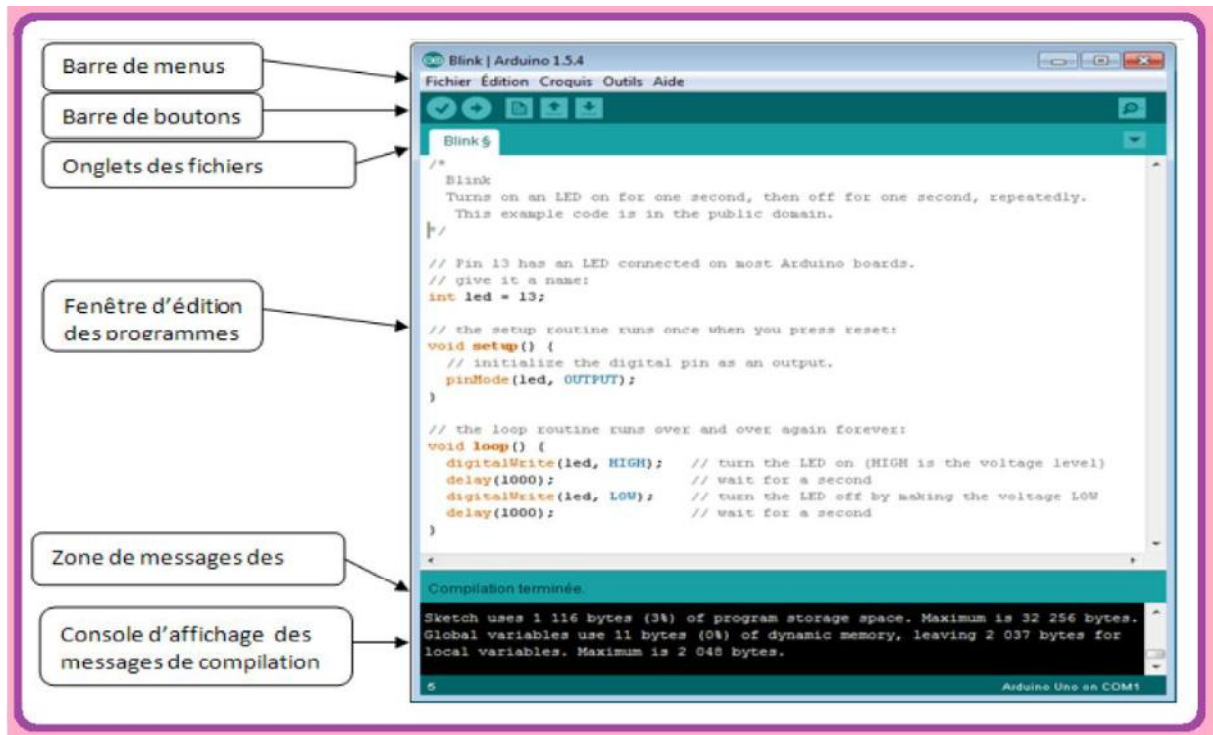 Barre de menus
Barre de boutons
Onglets des fichiers
Fenêtre d'édition
des programmes
Zone de messages des
Console d'affichage des
messages de compilation
Blink | Arduino 1.5.4
Fichier Édition Croquis Outils Aide
Blink §
/*
Blink
Turns on an LED on for one second, then off for one second, repeatedly.
This example code is in the public domain.
*/
// Pin 13 has an LED connected on most Arduino boards.
// give it a name:
int led = 13;
// the setup routine runs once when you press reset:
void setup() {
// initialize the digital pin as an output.
pinMode(led, OUTPUT);
}
// the loop routine runs over and over again forever:
void loop() {
digitalWrite(led, HIGH); // turn the LED on (HIGH is the voltage level)
delay(1000); // wait for a second
digitalWrite(led, LOW); // turn the LED off by making the voltage LOW
delay(1000); // wait for a second
}
Compilation terminée.
Sketch uses 1 116 bytes (3%) of program storage space. Maximum is 32 256 bytes.
Global variables use 11 bytes (0%) of dynamic memory, leaving 2 037 bytes for
local variables. Maximum is 2 048 bytes.
5
Arduino Uno on COM1